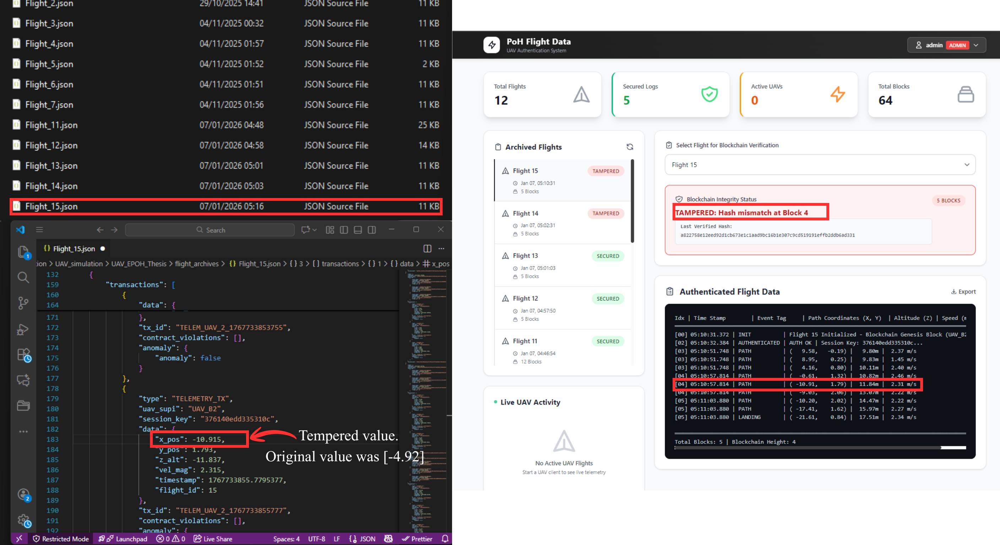 Flight_2.json 29/10/2025 14:41 JSON Source File 11 KB
Flight_3.json 04/11/2025 00:32 JSON Source File 11 KB
Flight_4.json 04/11/2025 01:57 JSON Source File 11 KB
Flight_5.json 04/11/2025 01:52 JSON Source File 2 KB
Flight_6.json 04/11/2025 01:51 JSON Source File 11 KB
Flight_7.json 04/11/2025 01:56 JSON Source File 11 KB
Flight_11.json 07/01/2026 04:48 JSON Source File 25 KB
Flight_12.json 07/01/2026 04:58 JSON Source File 14 KB
Flight_13.json 07/01/2026 05:01 JSON Source File 11 KB
Flight_14.json 07/01/2026 05:03 JSON Source File 11 KB
Flight_15.json 07/01/2026 05:16 JSON Source File 11 KB
Search
{} Flight_15.json ●
1
ion > UAV_simulation > UAV_EPOH_Thesis > flight_archives > {} Flight_15.json > { } 3 > [ ] transactions > { } 1 > { } data > # x_pos
132 {
159 "transactions": [
160 {
164 "data": {
171 },
172 "tx_id": "TELEM_UAV_2_1767733853755",
173 "contract_violations": [],
174 "anomaly": {
175 "anomaly": false
176 }
177 },
178 {
179 "type": "TELEMETRY_TX",
180 "uav_supi": "UAV_B2",
181 "session_key": "376140edd335310c",
182 "data": {
183 "x_pos": -10.915,
184 "y_pos": 1.793,
185 "z_alt": -11.837,
186 "vel_mag": 2.315,
187 "timestamp": 1767733855.7795377,
188 "flight_id": 15
189 },
190 "tx_id": "TELEM_UAV_2_1767733855777",
191 "contract_violations": [],
192 "anomaly": {
Tempered value.
Original value was [-4.92]
2
Restricted Mode Launchpad 0 0 Live Share Spaces: 4 UTF-8 LF {} JSON Prettier
PoH Flight Data
UAV Authentication System
admin ADMIN
Total Flights
12
Secured Logs
5
Active UAVs
0
Total Blocks
64
Archived Flights
Flight 15 TAMPERED
Jan 07, 05:10:31
5 Blocks
Flight 14 TAMPERED
Jan 07, 05:02:31
5 Blocks
Flight 13 SECURED
Jan 07, 05:01:03
5 Blocks
Flight 12 SECURED
Jan 07, 04:57:50
5 Blocks
Flight 11 SECURED
Jan 07, 04:46:54
12 Blocks
Live UAV Activity
No Active UAV Flights
Start a UAV client to see live telemetry
Select Flight for Blockchain Verification
Flight 15
Blockchain Integrity Status
5 BLOCKS
TAMPERED: Hash mismatch at Block 4
Last Verified Hash:
a822758e12eed92d1cb673e1c1aad9bc16b1e307c9cd519191effb2ddb6ad331
Authenticated Flight Data Export
Idx | Time Stamp | Event Tag | Path Coordinates (X, Y) | Altitude (Z) | Speed (m
[00] 05:10:31.372 | INIT | Flight 15 Initialized - Blockchain Genesis Block (UAV_B2
[02] 05:10:32.384 | AUTHENTICATED | AUTH OK | Session Key: 376140edd335310c...
[03] 05:10:51.748 | PATH | ( 9.58, -0.19) | 9.80m | 2.37 m/s
[03] 05:10:51.748 | PATH | ( 8.95, 0.25) | 9.83m | 1.45 m/s
[03] 05:10:51.748 | PATH | ( 4.16, 0.80) | 10.11m | 2.40 m/s
[04] 05:10:57.814 | PATH | ( -0.61, 1.32) | 10.82m | 2.46 m/s
[04] 05:10:57.814 | PATH | ( -10.91, 1.79) | 11.84m | 2.31 m/s
[04] 05:10:57.814 | PATH | ( -9.03, 2.06) | 13.07m | 2.22 m/s
[05] 05:11:03.880 | PATH | ( -10.20, 2.02) | 14.47m | 2.22 m/s
[05] 05:11:03.880 | PATH | ( -17.41, 1.62) | 15.97m | 2.27 m/s
[05] 05:11:03.880 | LANDING | ( -21.61, 0.84) | 17.51m | 2.34 m/s
Total Blocks: 5 | Blockchain Height: 4